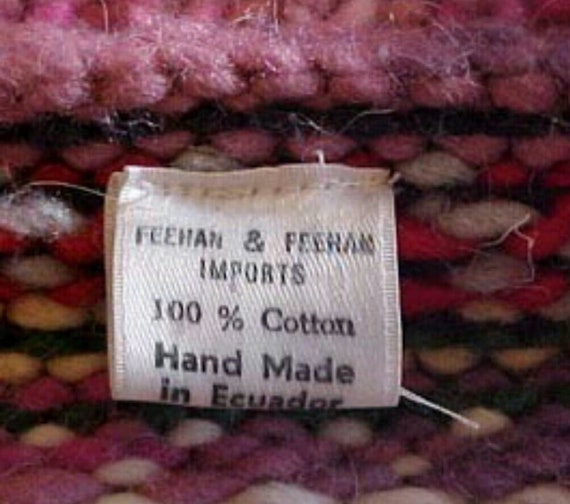 FEEHAN & FEEHAN
IMPORTS
100 % Cotton
Hand Made
in Ecuador